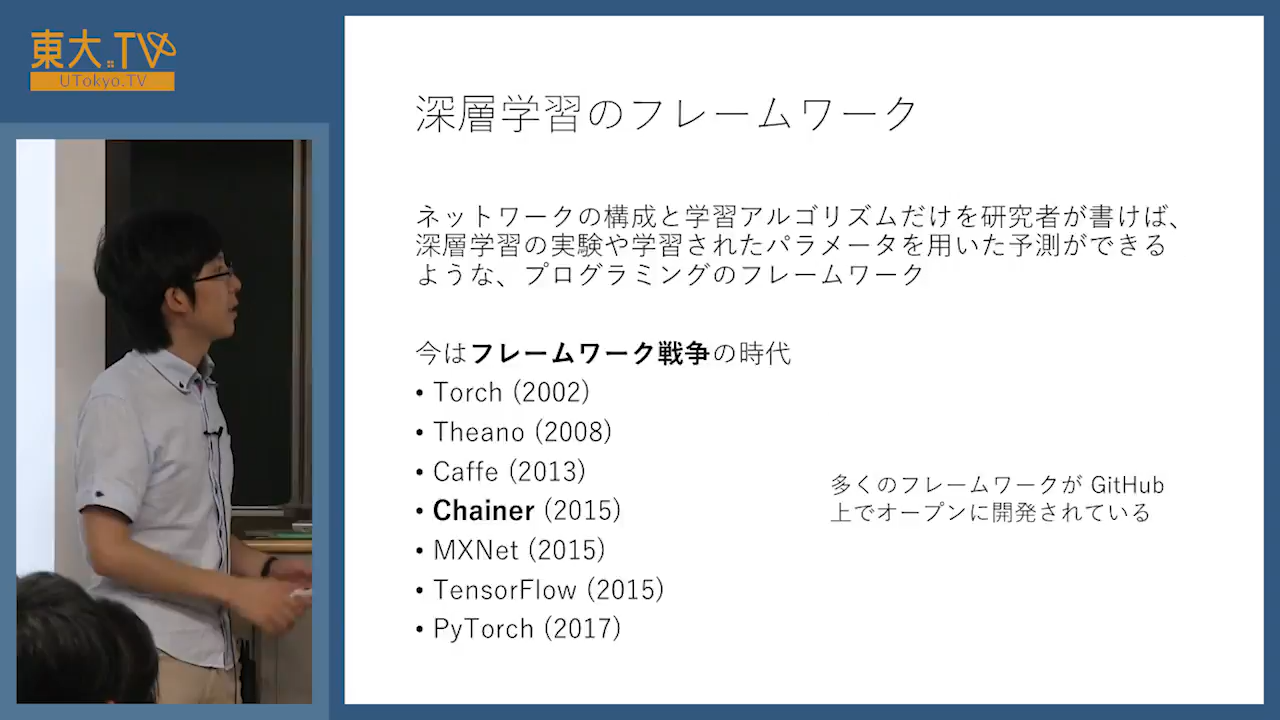 東大.TV
UTokyo.TV
深層学習のフレームワーク
ネットワークの構成と学習アルゴリズムだけを研究者が書けば、
深層学習の実験や学習されたパラメータを用いた予測ができる
ような、プログラミングのフレームワーク
今はフレームワーク戦争の時代
• Torch (2002)
• Theano (2008)
• Caffe (2013)
• Chainer (2015)
• MXNet (2015)
• TensorFlow (2015)
• PyTorch (2017)
多くのフレームワークが GitHub
上でオープンに開発されている